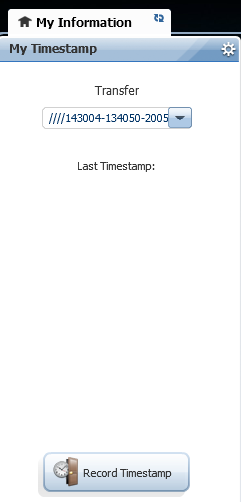 My Information
My Timestamp
Transfer
////143004-134050-2005
Last Timestamp:
Record Timestamp